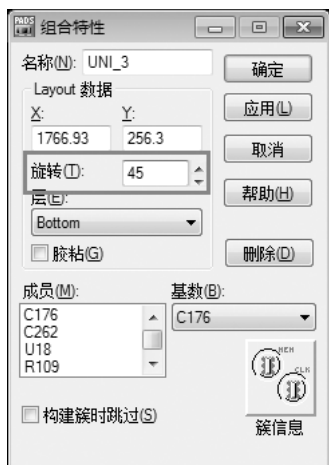 PADS 组合特性
名称(N): UNI_3
确定
Layout 数据
X: Y:
1766.93 256.3
应用(L)
取消
旋转(T): 45
层(E):
帮助(H)
Bottom
胶粘(G)
删除(D)
成员(M): 基数(B):
C176
C262
U18
R109
C176
MEM
CLK
构建簇时跳过(S)
簇信息